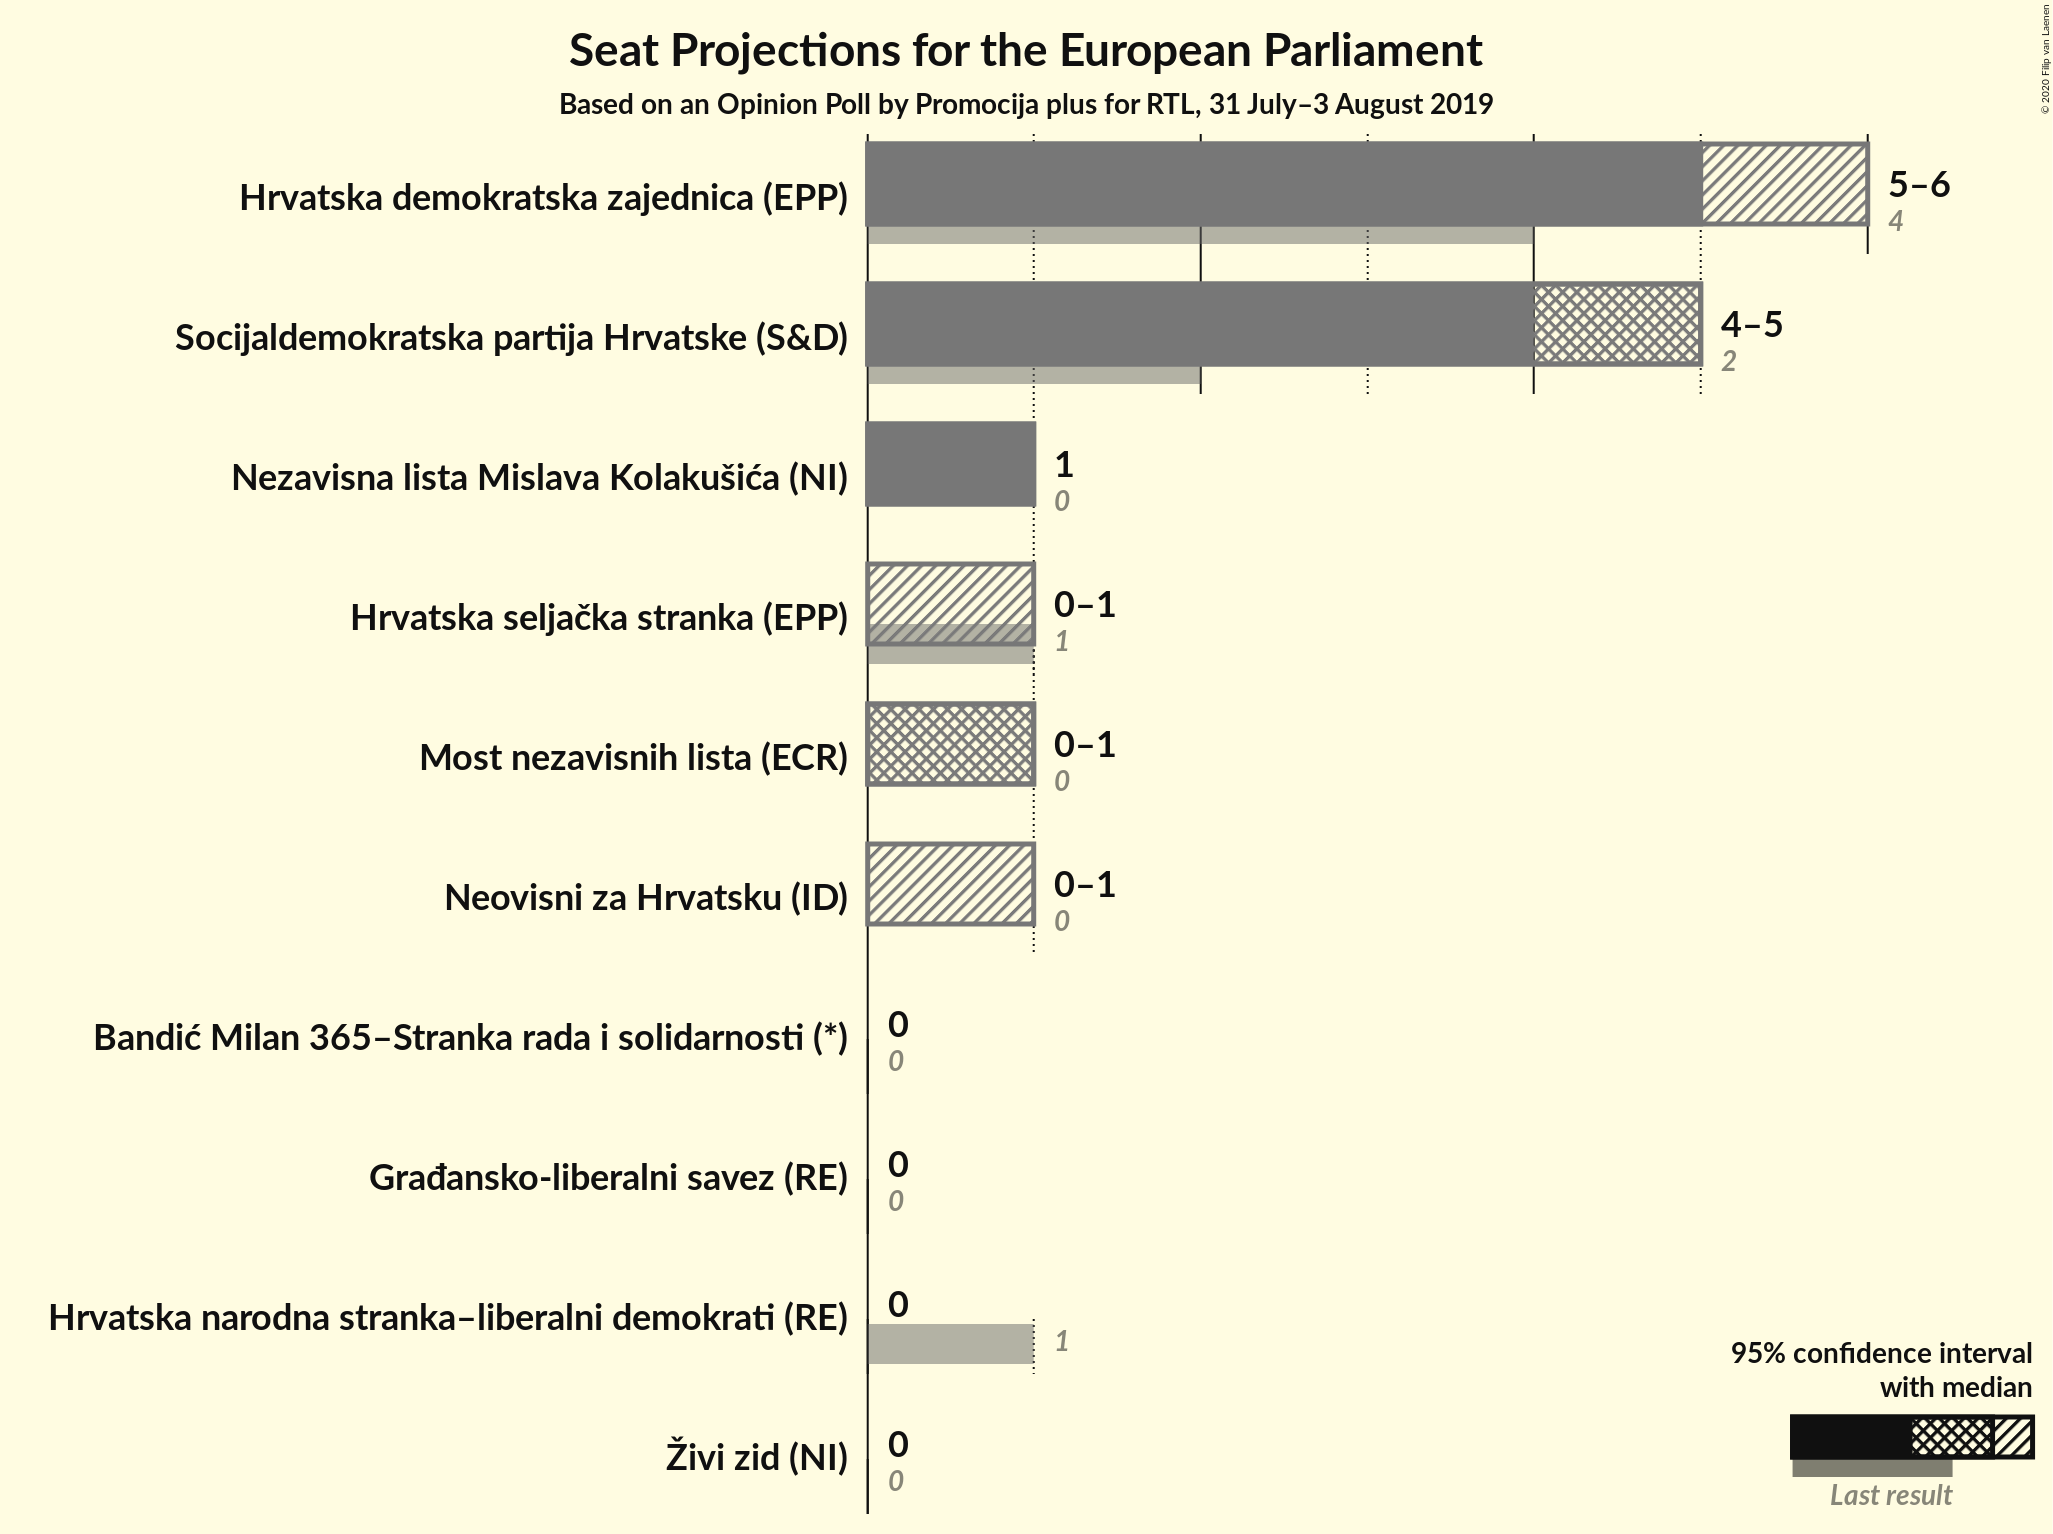 Seat Projections for the European Parliament
Based on an Opinion Poll by Promocija plus for RTL, 31 July–3 August 2019
© 2020 Filip van Laenen
Hrvatska demokratska zajednica (EPP)
5–6
4
Socijaldemokratska partija Hrvatske (S&D)
4–5
2
Nezavisna lista Mislava Kolakušića (NI)
1
0
Hrvatska seljačka stranka (EPP)
0–1
1
Most nezavisnih lista (ECR)
0–1
0
Neovisni za Hrvatsku (ID)
0–1
0
Bandić Milan 365–Stranka rada i solidarnosti (*)
0
0
Građansko-liberalni savez (RE)
0
0
Hrvatska narodna stranka–liberalni demokrati (RE)
0
1
Živi zid (NI)
0
0
95% confidence interval
with median
Last result